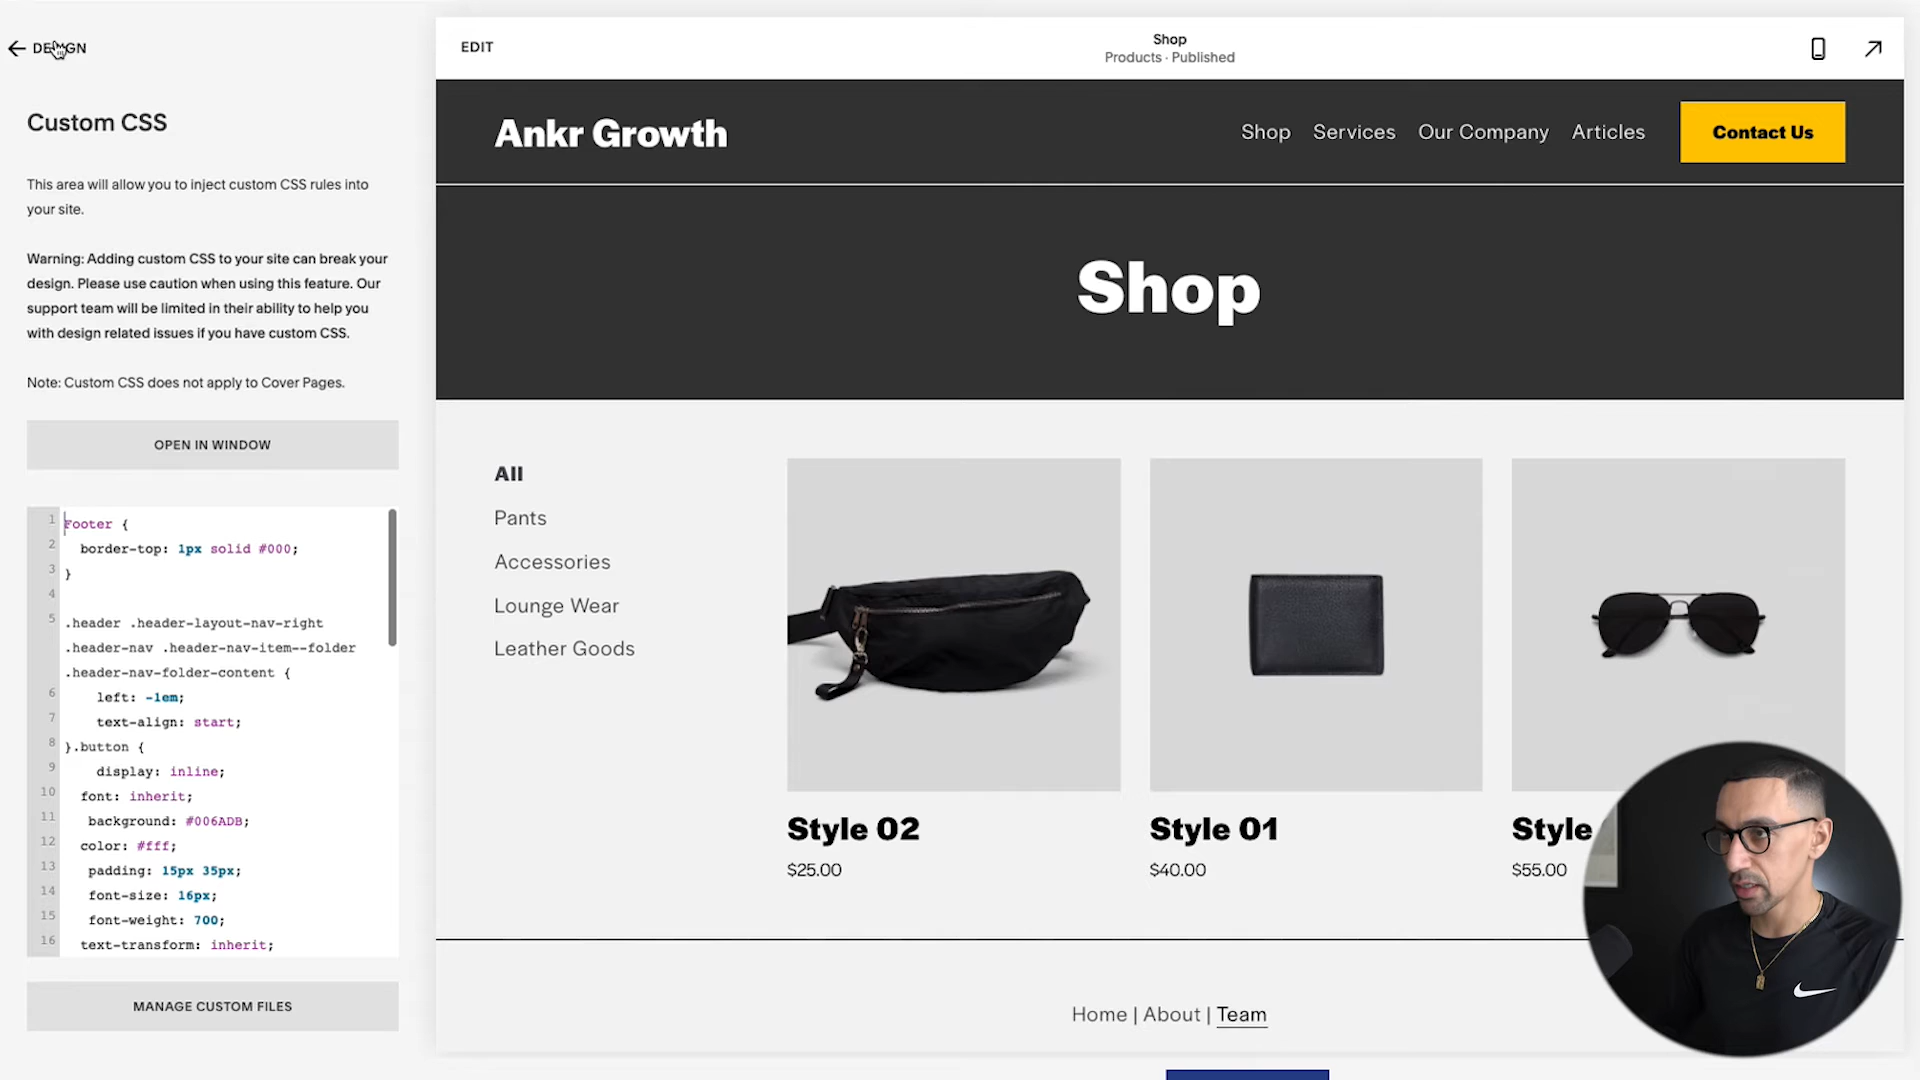 DESIGN
Custom CSS
This area will allow you to inject custom CSS rules into
your site.
Warning: Adding custom CSS to your site can break your
design. Please use caution when using this feature. Our
support team will be limited in their ability to help you
with design related issues if you have custom CSS.
Note: Custom CSS does not apply to Cover Pages.
OPEN IN WINDOW
1 Footer {
2 border-top: 1px solid #000;
3 }
4
5 .header .header-layout-nav-right
.header-nav .header-nav-item--folder
.header-nav-folder-content {
6 left: -1em;
7 text-align: start;
8 }.button {
9 display: inline;
10 font: inherit;
11 background: #006ADB;
12 color: #fff;
13 padding: 15px 35px;
14 font-size: 16px;
15 font-weight: 700;
16 text-transform: inherit;
MANAGE CUSTOM FILES
EDIT
Shop
Products · Published
Ankr Growth
Shop Services Our Company Articles Contact Us
Shop
All
Pants
Accessories
Lounge Wear
Leather Goods
Style 02
$25.00
Style 01
$40.00
Style
$55.00
Home | About | Team